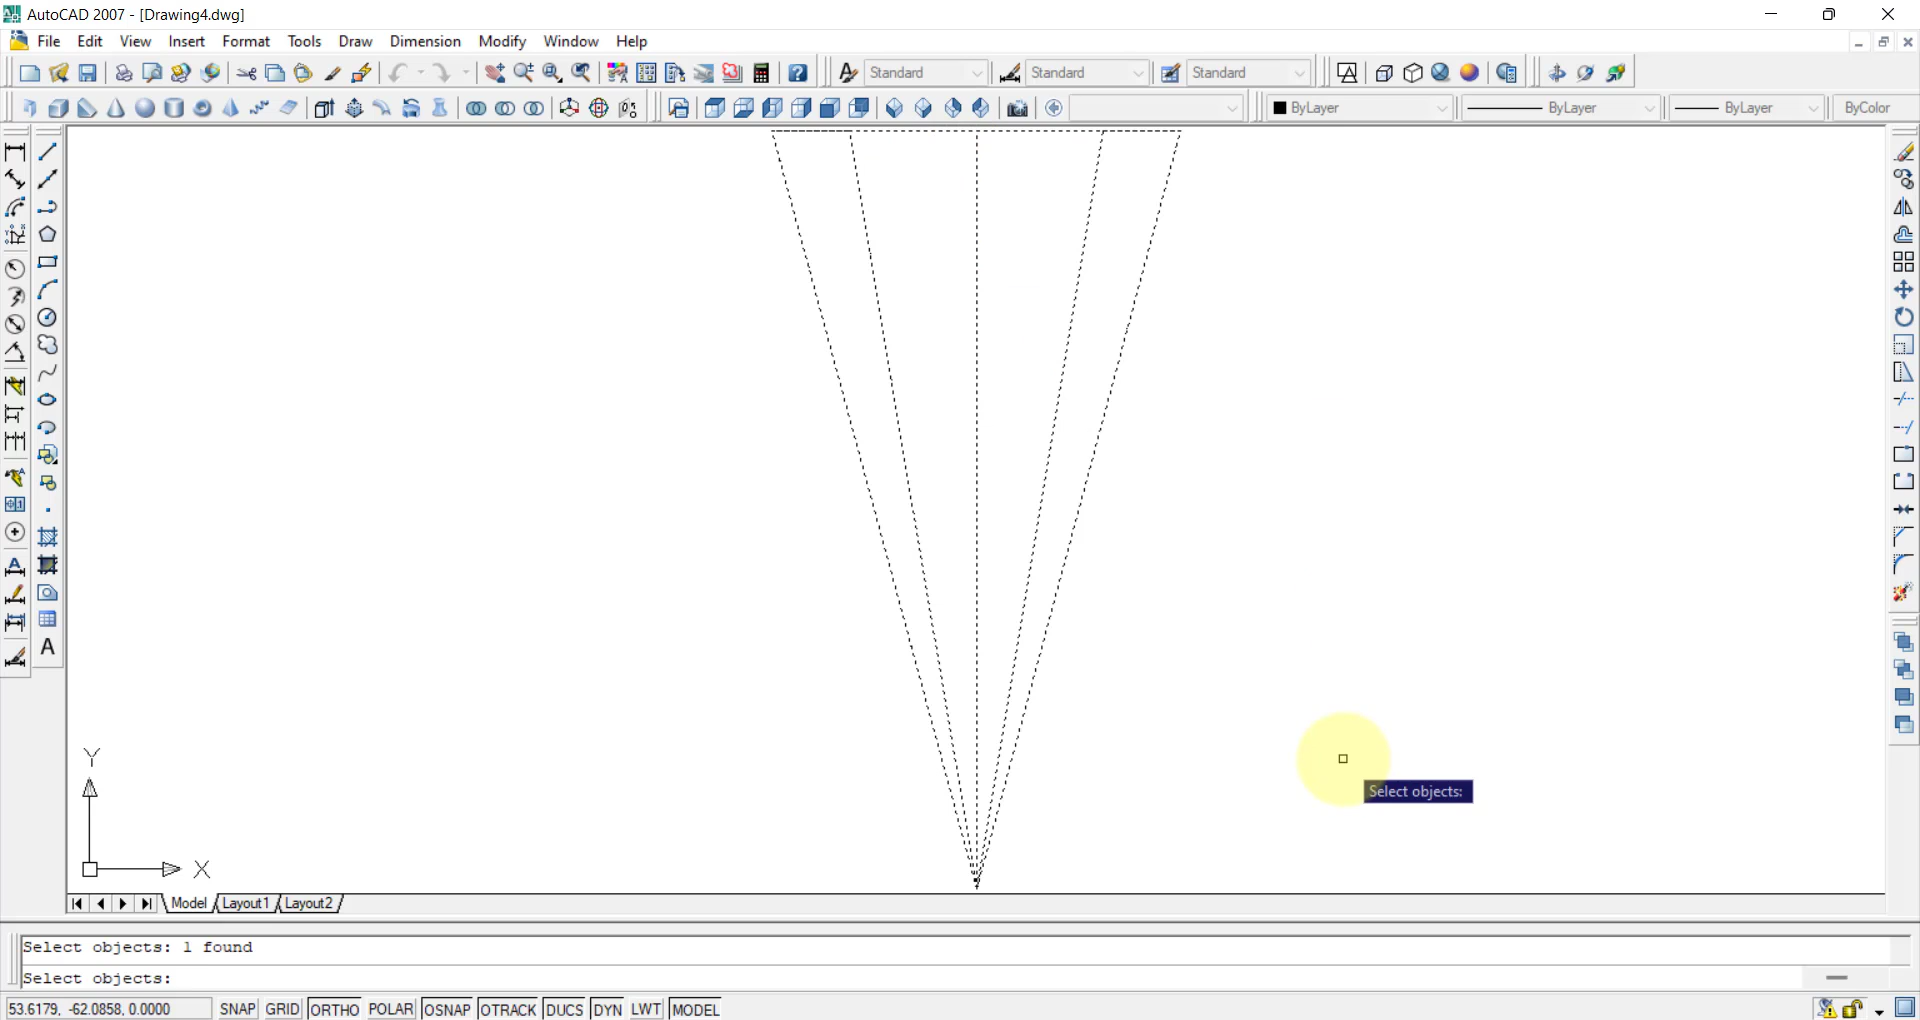 AutoCAD 2007 - [Drawing4.dwg]
File Edit View Insert Format Tools Draw Dimension Modify Window Help
Standard Standard Standard
ByLayer ByLayer ByLayer ByColor
Select objects:
Y
X
Model Layout1 Layout2
Select objects: 1 found
Select objects:
53.6179, -62.0858, 0.0000 SNAP GRID ORTHO POLAR OSNAP OTRACK DUCS DYN LWT MODEL